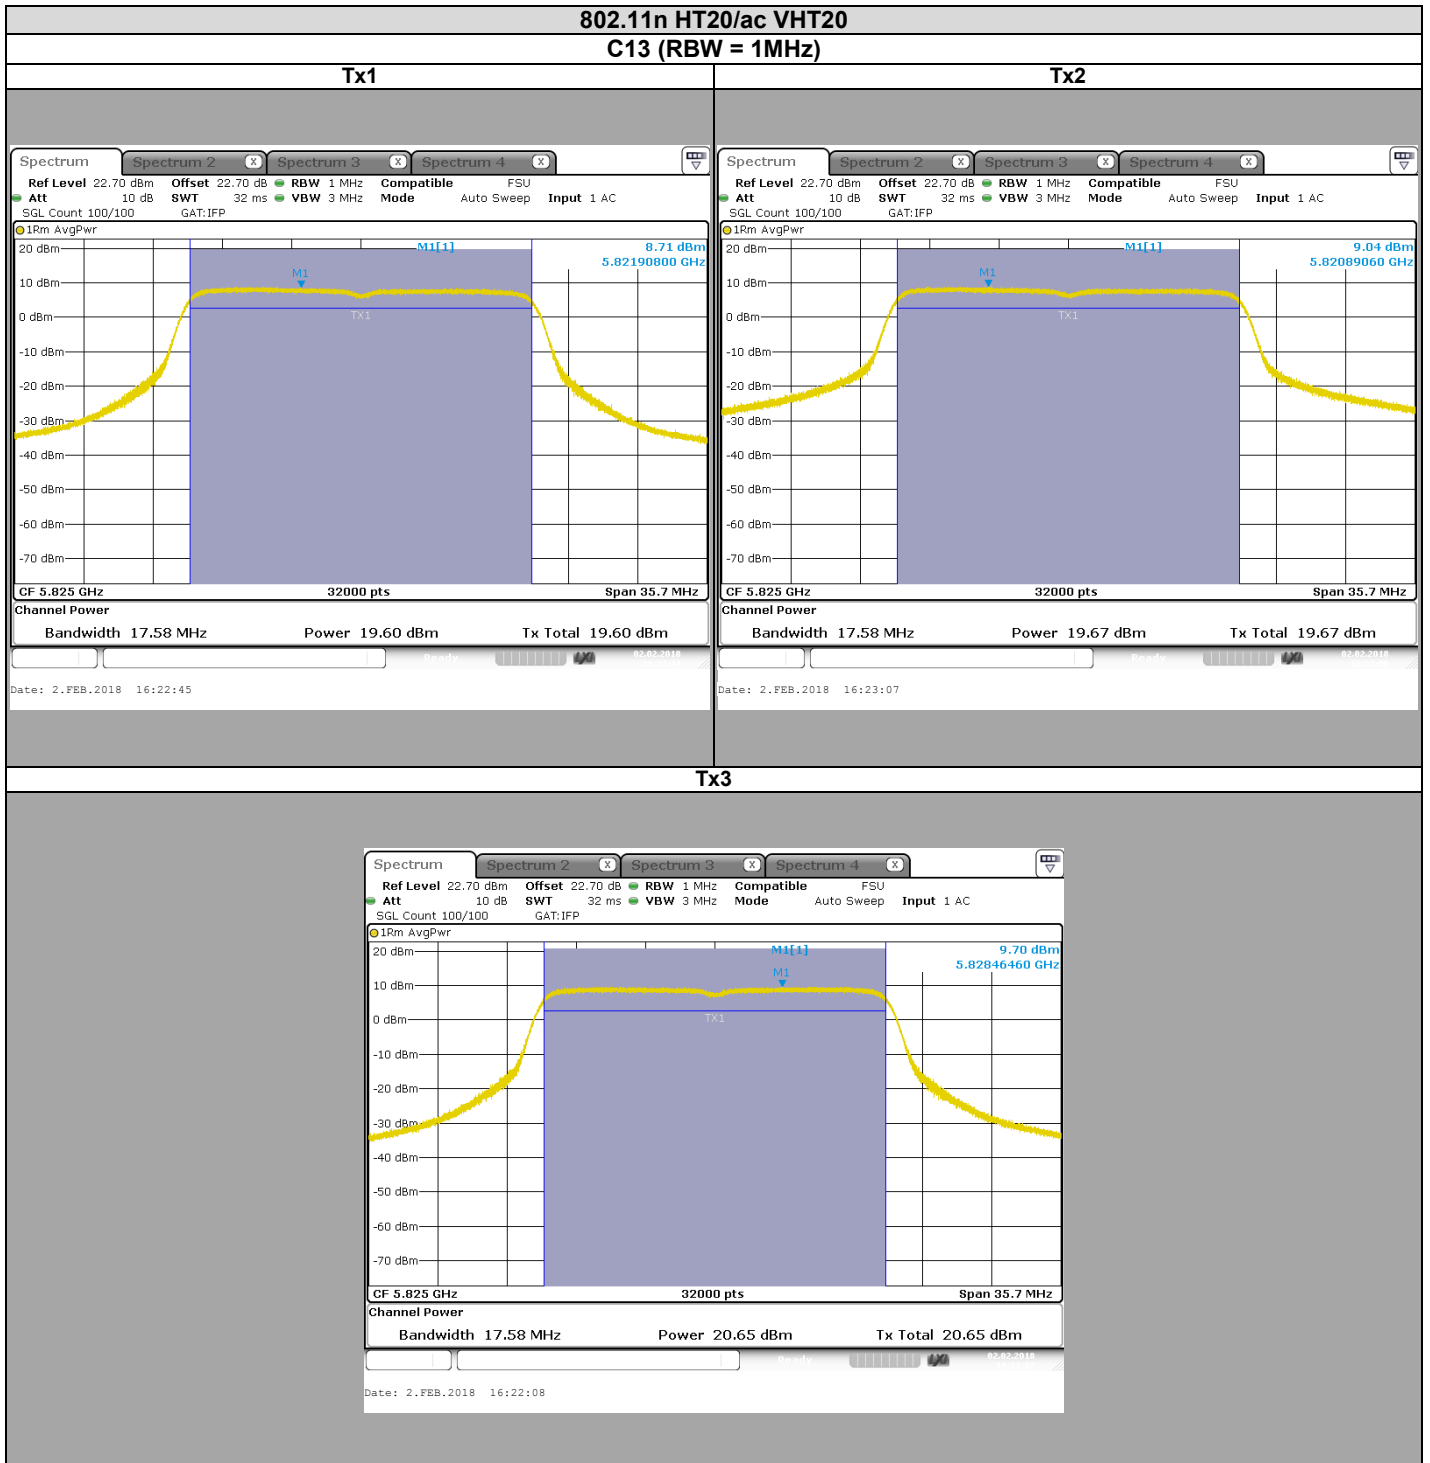 802.11n HT20/ac VHT20
C13 (RBW = 1MHz)
Tx1
Spectrum Spectrum 2 X Spectrum 3 X Spectrum 4 X
Ref Level 22.70 dBm Offset 22.70 dB RBW 1 MHz Compatible FSU
Att 10 dB SWT 32 ms VBW 3 MHz Mode Auto Sweep Input 1 AC
SGL Count 100/100 GAT:IFP
1Rm AvgPwr
M1[1] 8.71 dBm
5.82190800 GHz
20 dBm
M1
10 dBm
TX1
0 dBm
-10 dBm
-20 dBm
-30 dBm
-40 dBm
-50 dBm
-60 dBm
-70 dBm
CF 5.825 GHz 32000 pts Span 35.7 MHz
Channel Power
Bandwidth 17.58 MHz Power 19.60 dBm Tx Total 19.60 dBm
Ready 02.02.2018
Date: 2.FEB.2018 16:22:45
Tx2
Spectrum Spectrum 2 X Spectrum 3 X Spectrum 4 X
Ref Level 22.70 dBm Offset 22.70 dB RBW 1 MHz Compatible FSU
Att 10 dB SWT 32 ms VBW 3 MHz Mode Auto Sweep Input 1 AC
SGL Count 100/100 GAT:IFP
1Rm AvgPwr
M1[1] 9.04 dBm
5.82089060 GHz
20 dBm
M1
10 dBm
TX1
0 dBm
-10 dBm
-20 dBm
-30 dBm
-40 dBm
-50 dBm
-60 dBm
-70 dBm
CF 5.825 GHz 32000 pts Span 35.7 MHz
Channel Power
Bandwidth 17.58 MHz Power 19.67 dBm Tx Total 19.67 dBm
Ready 02.02.2018
Date: 2.FEB.2018 16:23:07
Tx3
Spectrum Spectrum 2 X Spectrum 3 X Spectrum 4 X
Ref Level 22.70 dBm Offset 22.70 dB RBW 1 MHz Compatible FSU
Att 10 dB SWT 32 ms VBW 3 MHz Mode Auto Sweep Input 1 AC
SGL Count 100/100 GAT:IFP
1Rm AvgPwr
M1[1] 9.70 dBm
5.82846460 GHz
20 dBm
M1
10 dBm
TX1
0 dBm
-10 dBm
-20 dBm
-30 dBm
-40 dBm
-50 dBm
-60 dBm
-70 dBm
CF 5.825 GHz 32000 pts Span 35.7 MHz
Channel Power
Bandwidth 17.58 MHz Power 20.65 dBm Tx Total 20.65 dBm
Ready 02.02.2018
Date: 2.FEB.2018 16:22:08